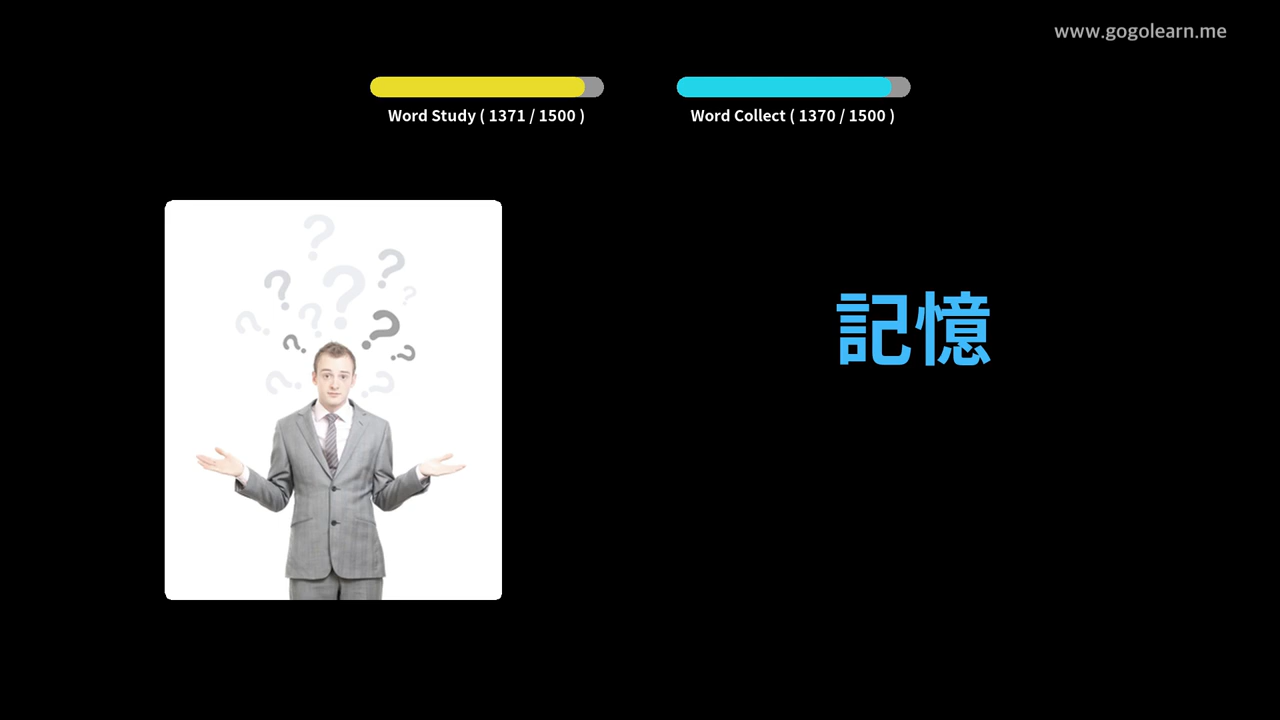 www.gogolearn.me
Word Study ( 1371 / 1500 )
Word Collect ( 1370 / 1500 )
? ? ? ? ? ? ? ? ? ? ? ?
記憶